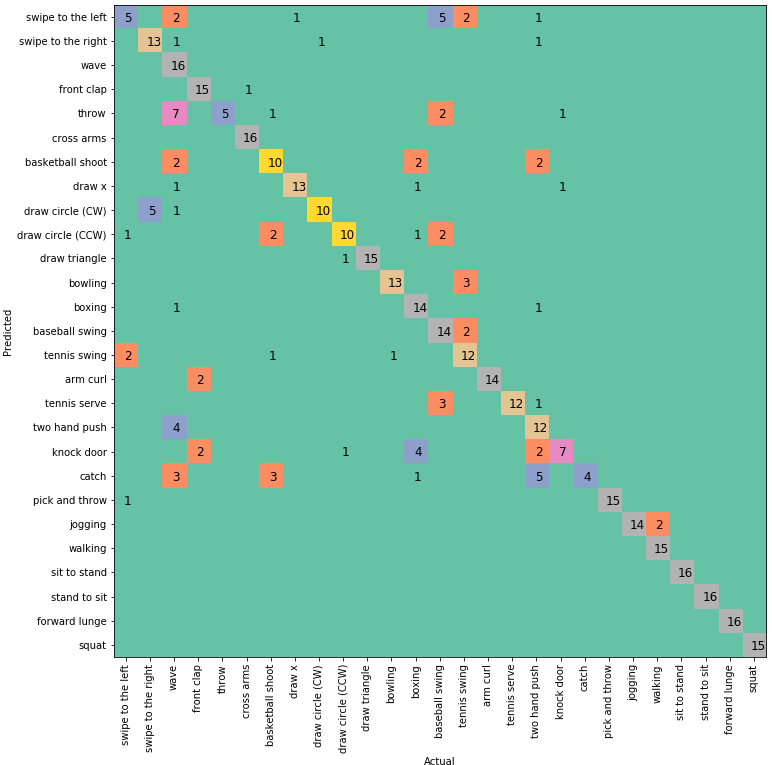 swipe to the left 5 2 1 5 2 1
swipe to the right 13 1 1 1
wave 16
front clap 15 1
throw 7 5 1 2 1
cross arms 16
basketball shoot 2 10 2 2
draw x 1 13 1 1
draw circle (CW) 5 1 10
draw circle (CCW) 1 2 10 1 2
draw triangle 1 15
bowling 13 3
boxing 1 14 1
baseball swing 14 2
tennis swing 2 1 1 12
arm curl 2 14
tennis serve 3 12 1
two hand push 4 12
knock door 2 1 4 2 7
catch 3 3 1 5 4
pick and throw 1 15
jogging 14 2
walking 15
sit to stand 16
stand to sit 16
forward lunge 16
squat 15
Predicted
swipe to the left
swipe to the right
wave
front clap
throw
cross arms
basketball shoot
draw x
draw circle (CW)
draw circle (CCW)
draw triangle
bowling
boxing
baseball swing
tennis swing
arm curl
tennis serve
two hand push
knock door
catch
pick and throw
jogging
walking
sit to stand
stand to sit
forward lunge
squat
Actual